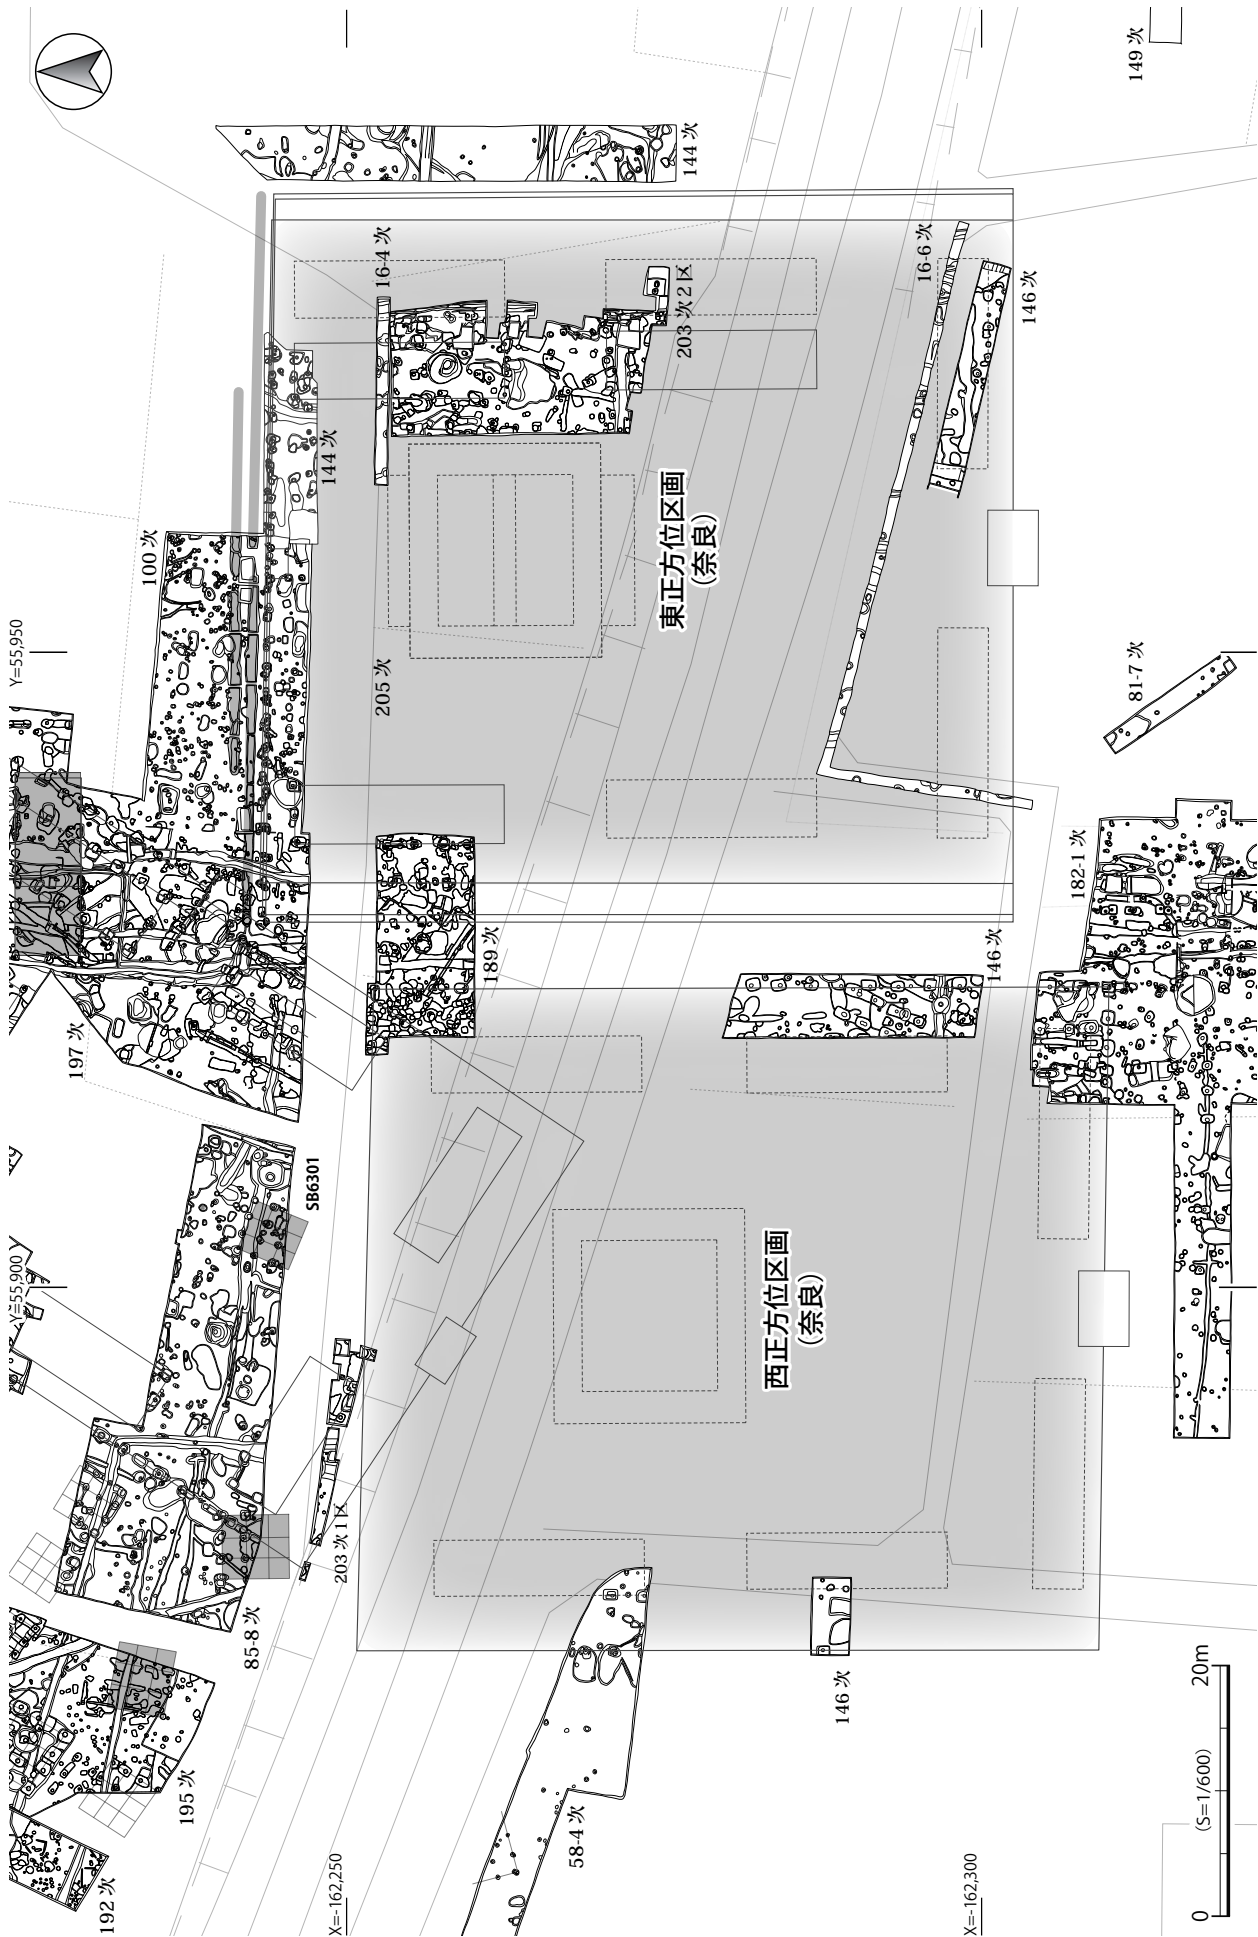 149次
144次
16-4次
203次2区
16-6次
146次
144次
100次
東正方位区画
(奈良)
Y=55,950
205次
81-7次
182-1次
189次
146次
197次
SB6301
Y=55,900
西正方位区画
(奈良)
203次1区
85-8次
146次
195次
58-4次
192次
X=-162,250
X=-162,300
0
(S=1/600)
20m